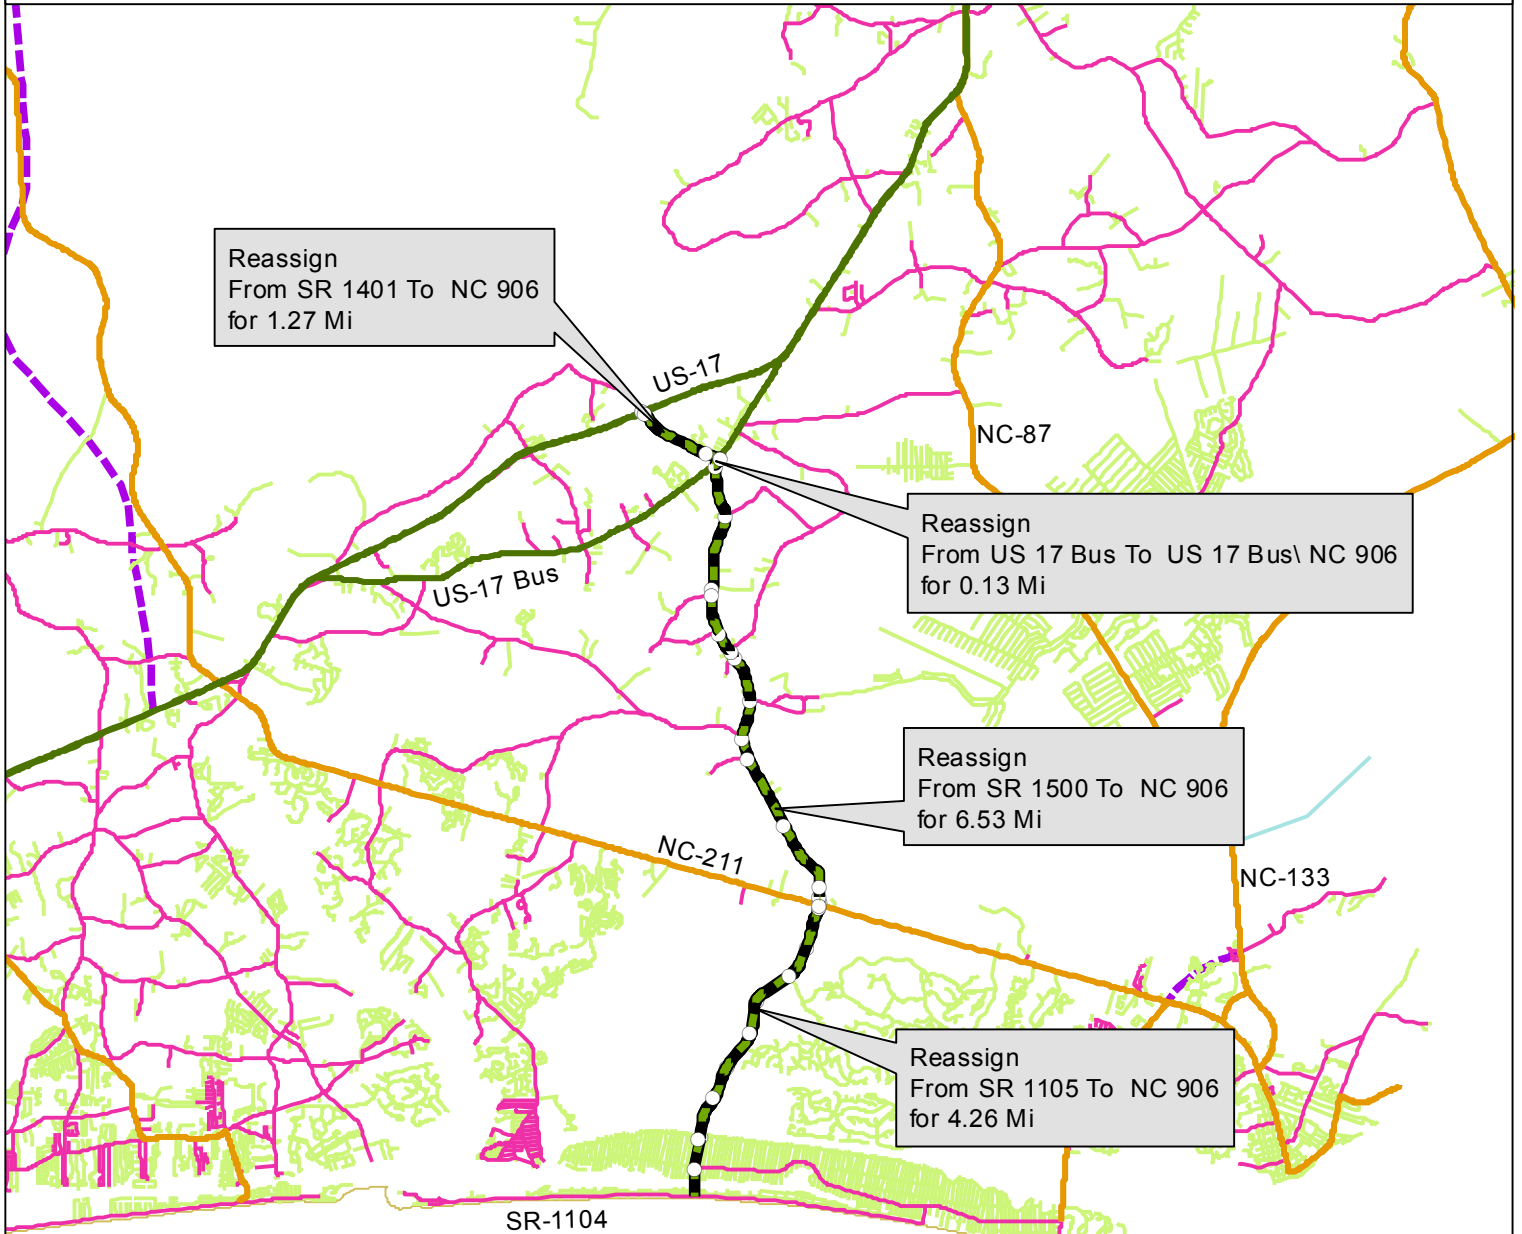 Reassign
From SR 1401 To  NC 906
for 1.27 Mi
US-17
NC-87
Reassign
From US 17 Bus To  US 17 Bus\ NC 906
for 0.13 Mi
US-17 Bus
Reassign
From SR 1500 To  NC 906
for 6.53 Mi
NC-211
NC-133
Reassign
From SR 1105 To  NC 906
for 4.26 Mi
SR-1104